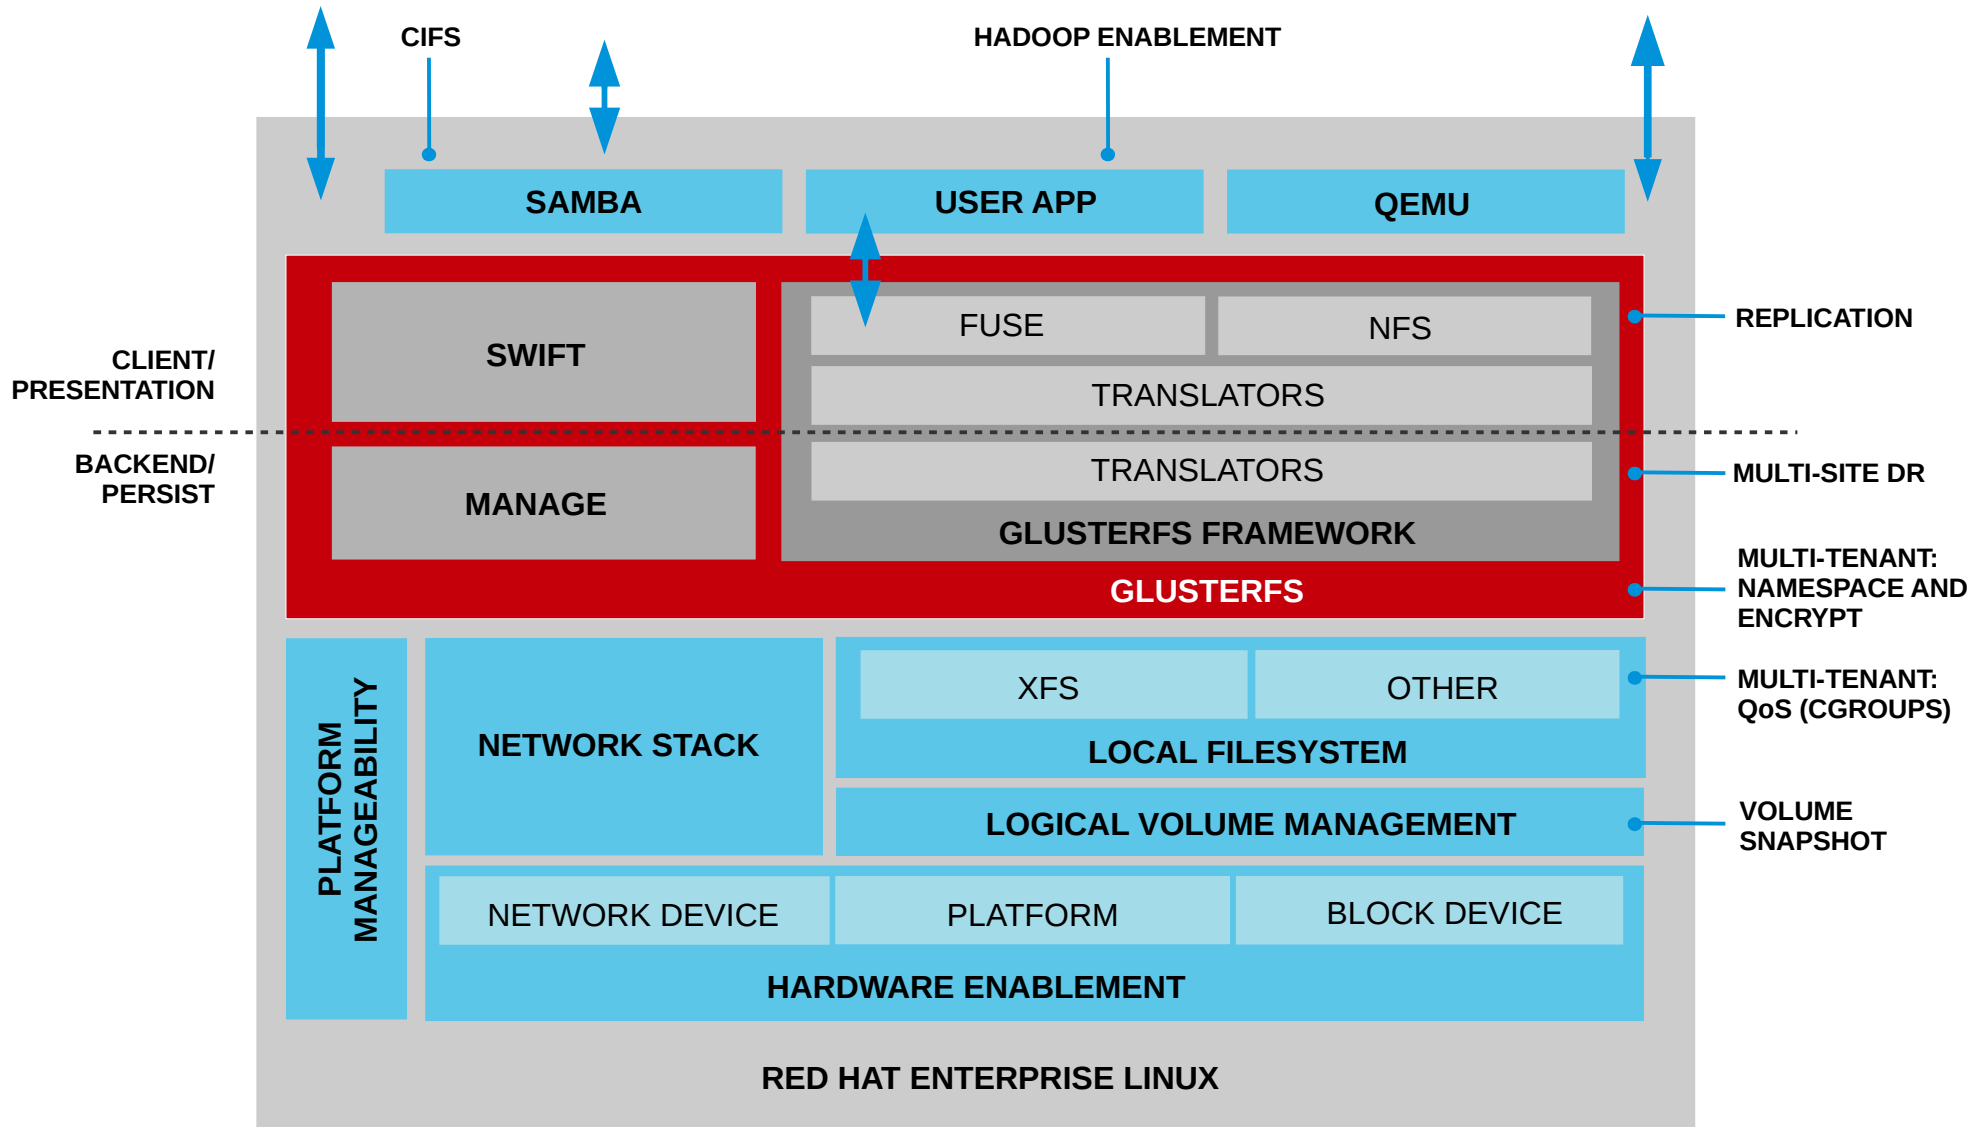 CIFS
HADOOP ENABLEMENT
SAMBA
USER APP
QEMU
SWIFT
FUSE
NFS
TRANSLATORS
CLIENT/
PRESENTATION
REPLICATION
BACKEND/
PERSIST
MANAGE
TRANSLATORS
GLUSTERFS FRAMEWORK
GLUSTERFS
MULTI-SITE DR
MULTI-TENANT:
NAMESPACE AND
ENCRYPT
PLATFORM
MANAGEABILITY
NETWORK STACK
XFS
OTHER
LOCAL FILESYSTEM
MULTI-TENANT:
QoS (CGROUPS)
LOGICAL VOLUME MANAGEMENT
VOLUME
SNAPSHOT
NETWORK DEVICE
PLATFORM
BLOCK DEVICE
HARDWARE ENABLEMENT
RED HAT ENTERPRISE LINUX